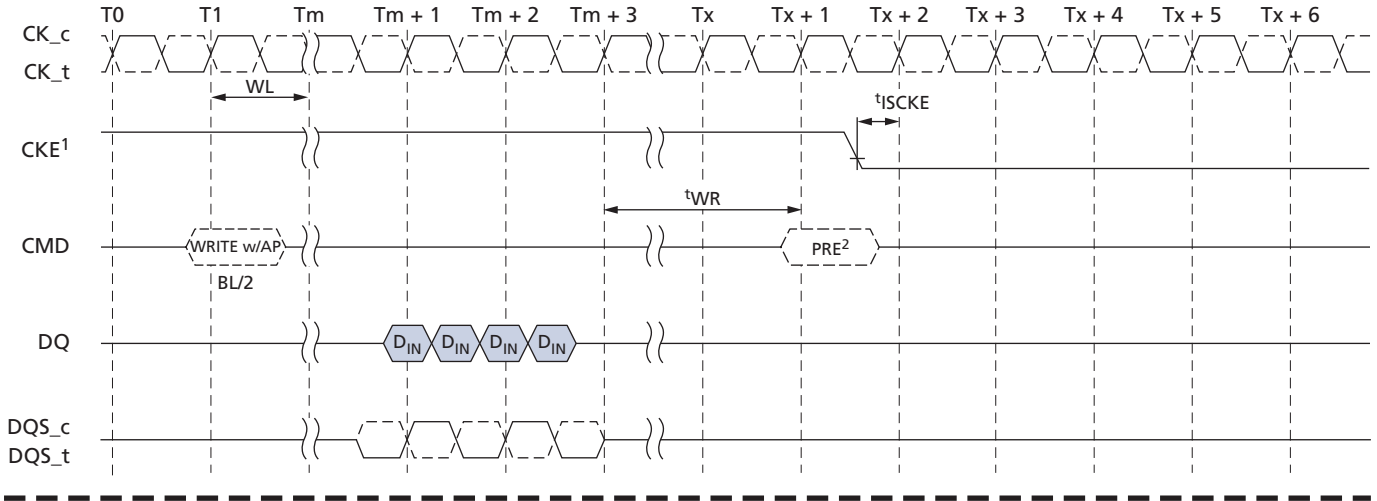 T0 T1 Tm Tm + 1 Tm + 2 Tm + 3 Tx Tx + 1 Tx + 2 Tx + 3 Tx + 4 Tx + 5 Tx + 6
CK_c
CK_t
WL
tISCKE
CKE1
tWR
CMD WRITE w/AP PRE2
BL/2
DQ DIN DIN DIN DIN
DQS_c
DQS_t